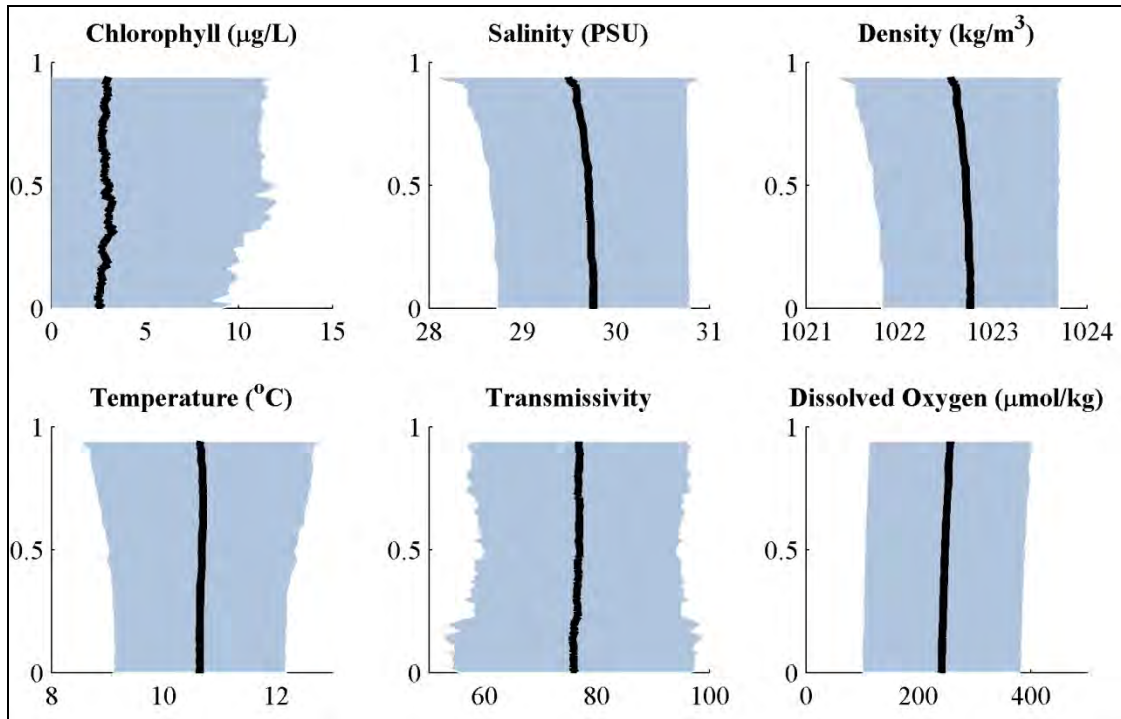 Chlorophyll (μg/L)
1
0.5
0
0 5 10 15
Salinity (PSU)
1
0.5
0
28 29 30 31
Density (kg/m³)
1
0.5
0
1021 1022 1023 1024
Temperature (°C)
1
0.5
0
8 10 12
Transmissivity
1
0.5
0
60 80 100
Dissolved Oxygen (μmol/kg)
1
0.5
0
0 200 400